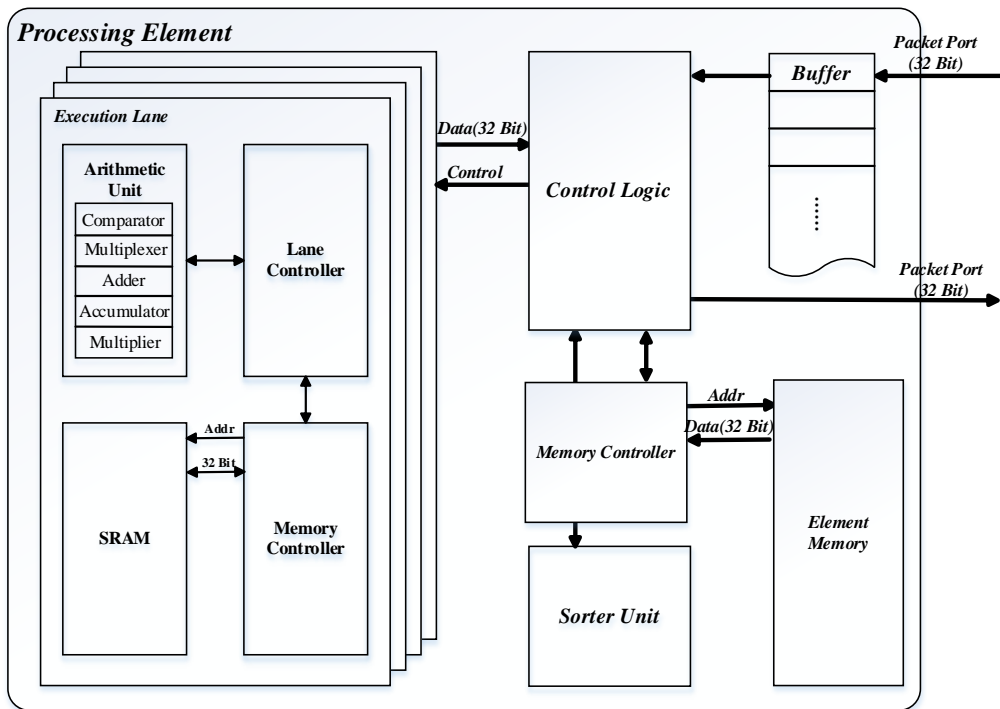 Processing Element
Execution Lane
Arithmetic
Unit
Comparator
Multiplexer
Adder
Accumulator
Multiplier
Lane
Controller
SRAM
Addr
32 Bit
Memory
Controller
Data(32 Bit)
Control
Control Logic
Buffer
......
Packet Port
(32 Bit)
Packet Port
(32 Bit)
Memory Controller
Addr
Data(32 Bit)
Element
Memory
Sorter Unit